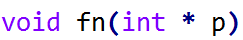 void fn(int * p)